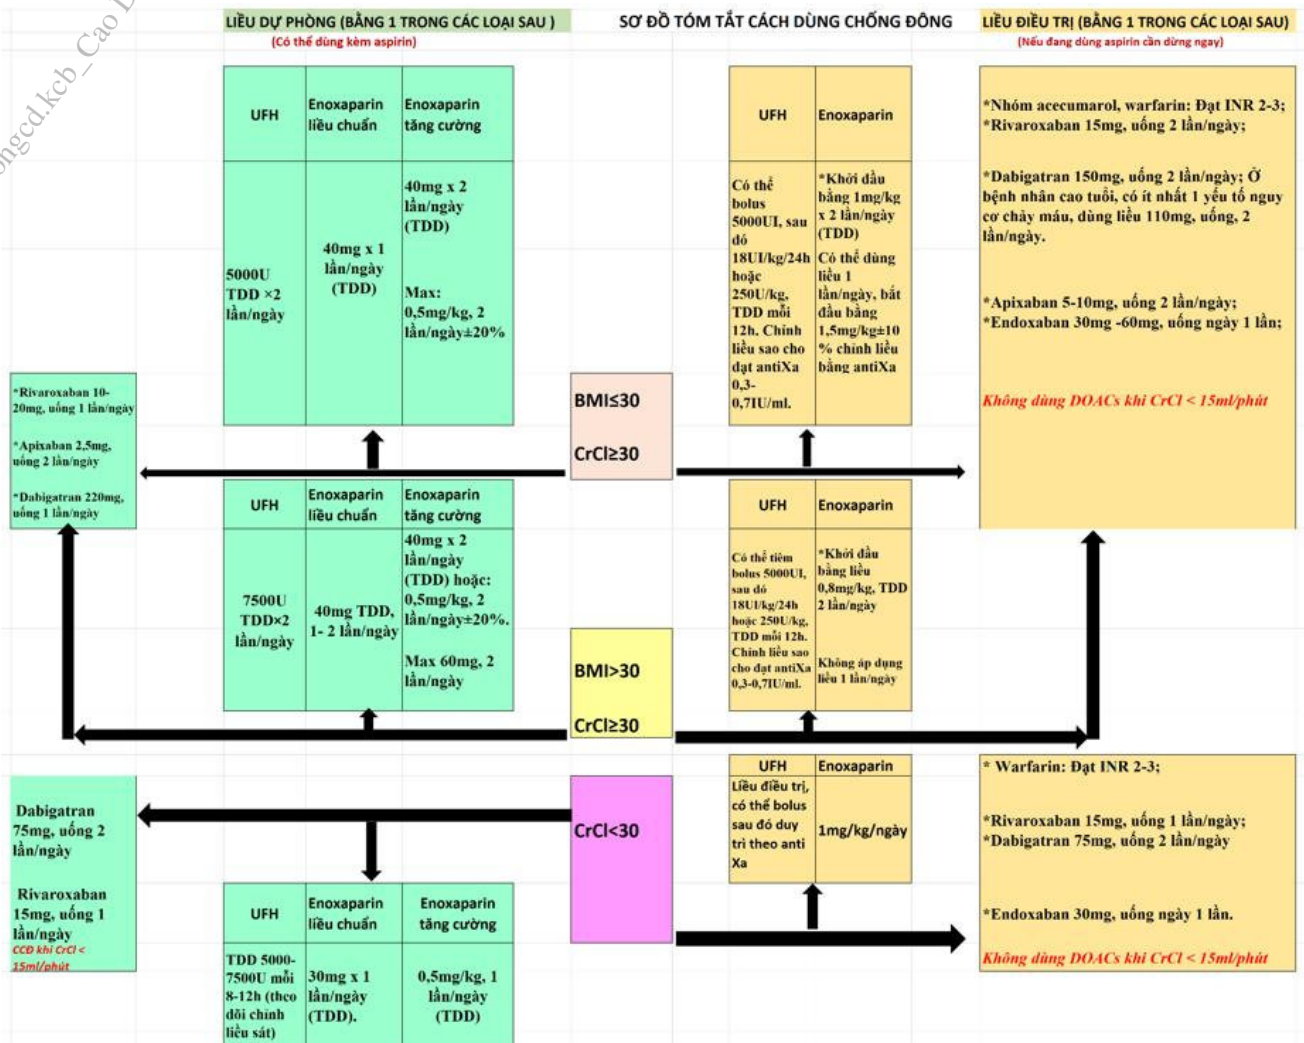 ongcd.kcb_Cao
LIỀU DỰ PHÒNG (BẰNG 1 TRONG CÁC LOẠI SAU )
(Có thể dùng kèm aspirin)
SƠ ĐỒ TÓM TẮT CÁCH DÙNG CHỐNG ĐÔNG
LIỀU ĐIỀU TRỊ (BẰNG 1 TRONG CÁC LOẠI SAU)
(Nếu đang dùng aspirin cần dừng ngay)
UFH
Enoxaparin
liều chuẩn
Enoxaparin
tăng cường
5000U
TDD ×2
lần/ngày
40mg x 1
lần/ngày
(TDD)
40mg x 2
lần/ngày
(TDD)
Max:
0,5mg/kg, 2
lần/ngày±20%
UFH
Enoxaparin
Có thể
bolus
5000UI, sau
đó
18UI/kg/24h
hoặc
250U/kg,
TDD mỗi
12h. Chỉnh
liều sao cho
đạt antiXa
0,3-
0,7IU/ml.
*Khởi đầu
bằng 1mg/kg
x 2 lần/ngày
(TDD)
Có thể dùng
liều 1
lần/ngày, bắt
đầu bằng
1,5mg/kg±10
% chỉnh liều
bằng antiXa
*Nhóm acecumarol, warfarin: Đạt INR 2-3;
*Rivaroxaban 15mg, uống 2 lần/ngày;
*Dabigatran 150mg, uống 2 lần/ngày; Ở
bệnh nhân cao tuổi, có ít nhất 1 yếu tố nguy
cơ chảy máu, dùng liều 110mg, uống, 2
lần/ngày.
*Apixaban 5-10mg, uống 2 lần/ngày;
*Endoxaban 30mg -60mg, uống ngày 1 lần;
Không dùng DOACs khi CrCl < 15ml/phút
*Rivaroxaban 10-
20mg, uống 1 lần/ngày
*Apixaban 2,5mg,
uống 2 lần/ngày
*Dabigatran 220mg,
uống 1 lần/ngày
BMI≤30
CrCl≥30
UFH
Enoxaparin
liều chuẩn
Enoxaparin
tăng cường
7500U
TDD×2
lần/ngày
40mg TDD,
1- 2 lần/ngày
40mg x 2
lần/ngày
(TDD) hoặc:
0,5mg/kg, 2
lần/ngày±20%.
Max 60mg, 2
lần/ngày
UFH
Enoxaparin
Có thể tiêm
bolus 5000UI,
sau đó
18UI/kg/24h
hoặc 250U/kg,
TDD mỗi 12h.
Chỉnh liều sao
cho đạt antiXa
0,3-0,7IU/ml.
*Khởi đầu
bằng liều
0,8mg/kg, TDD
2 lần/ngày
Không áp dụng
liều 1 lần/ngày
BMI>30
CrCl≥30
UFH
Enoxaparin
Liều điều trị,
có thể bolus
sau đó duy
trì theo anti
Xa
1mg/kg/ngày
* Warfarin: Đạt INR 2-3;
*Rivaroxaban 15mg, uống 1 lần/ngày;
*Dabigatran 75mg, uống 2 lần/ngày
*Endoxaban 30mg, uống ngày 1 lần.
Không dùng DOACs khi CrCl < 15ml/phút
Dabigatran
75mg, uống 2
lần/ngày
Rivaroxaban
15mg, uống 1
lần/ngày
CCĐ khi CrCl <
15ml/phút
CrCl<30
UFH
Enoxaparin
liều chuẩn
Enoxaparin
tăng cường
TDD 5000-
7500U mỗi
8-12h (theo
dõi chỉnh
liều sát)
30mg x 1
lần/ngày
(TDD).
0,5mg/kg, 1
lần/ngày
(TDD)